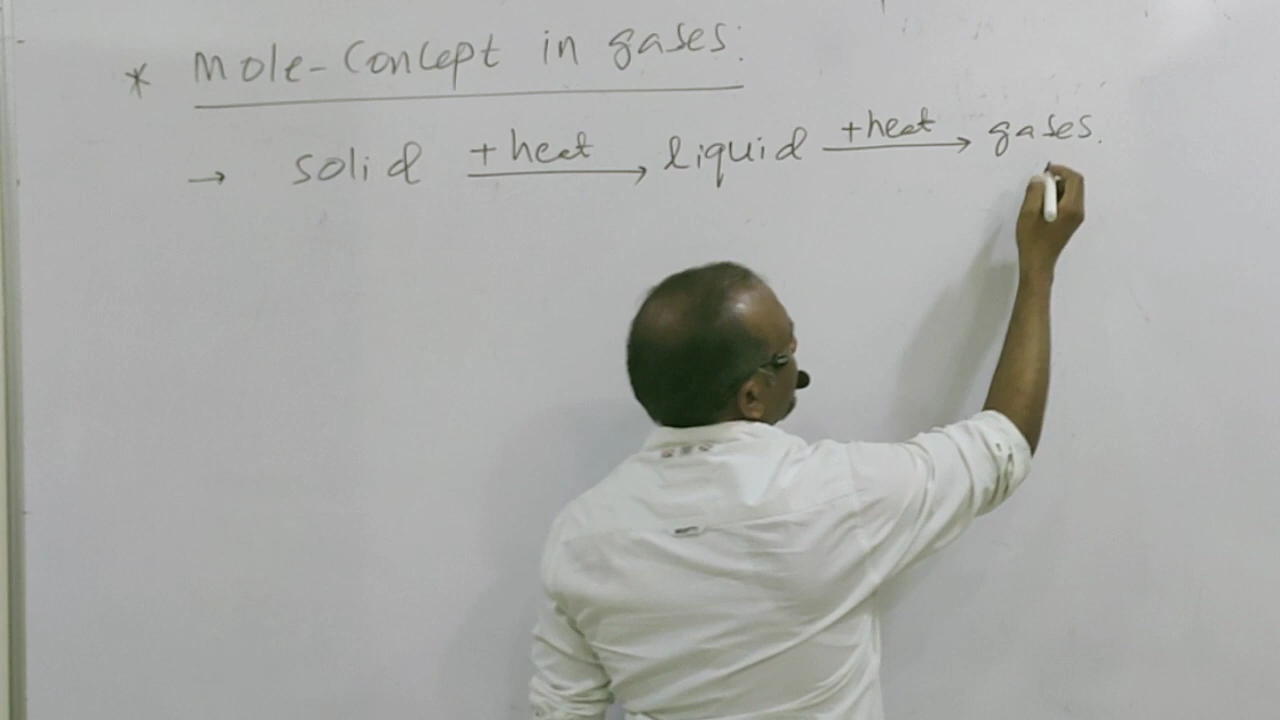 * Mole-Concept in gases:
→ solid +heat→ liquid +heat→ gases.